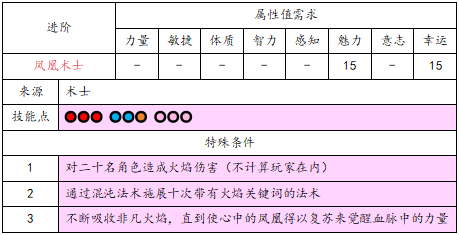 进阶 属性值需求
力量 敏捷 体质 智力 感知 魅力 意志 幸运
凤凰术士 - - - - - 15 - 15
来源 术士
技能点
特殊条件
1 对二十名角色造成火焰伤害（不计算玩家在内）
2 通过混沌法术施展十次带有火焰关键词的法术
3 不断吸收非凡火焰，直到使心中的凤凰得以复苏来觉醒血脉中的力量